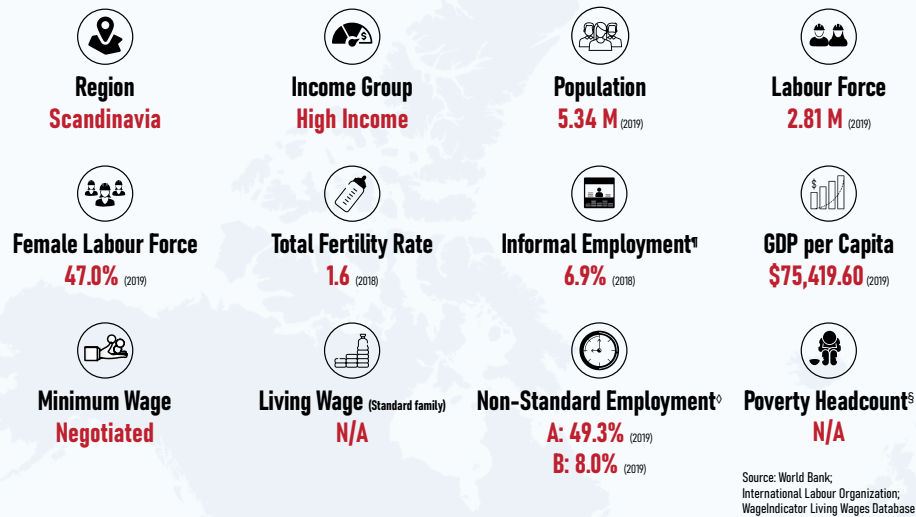 Region
Scandinavia
Income Group
High Income
Population
5.34 M (2019)
Labour Force
2.81 M (2019)
Female Labour Force
47.0% (2019)
Total Fertility Rate
1.6 (2018)
Informal Employment¶
6.9% (2018)
GDP per Capita
$75,419.60 (2019)
Minimum Wage
Negotiated
Living Wage (Standard family)
N/A
Non-Standard Employment◊
A: 49.3% (2019)
B: 8.0% (2019)
Poverty Headcount§
N/A
Source: World Bank;
International Labour Organization;
WageIndicator Living Wages Database